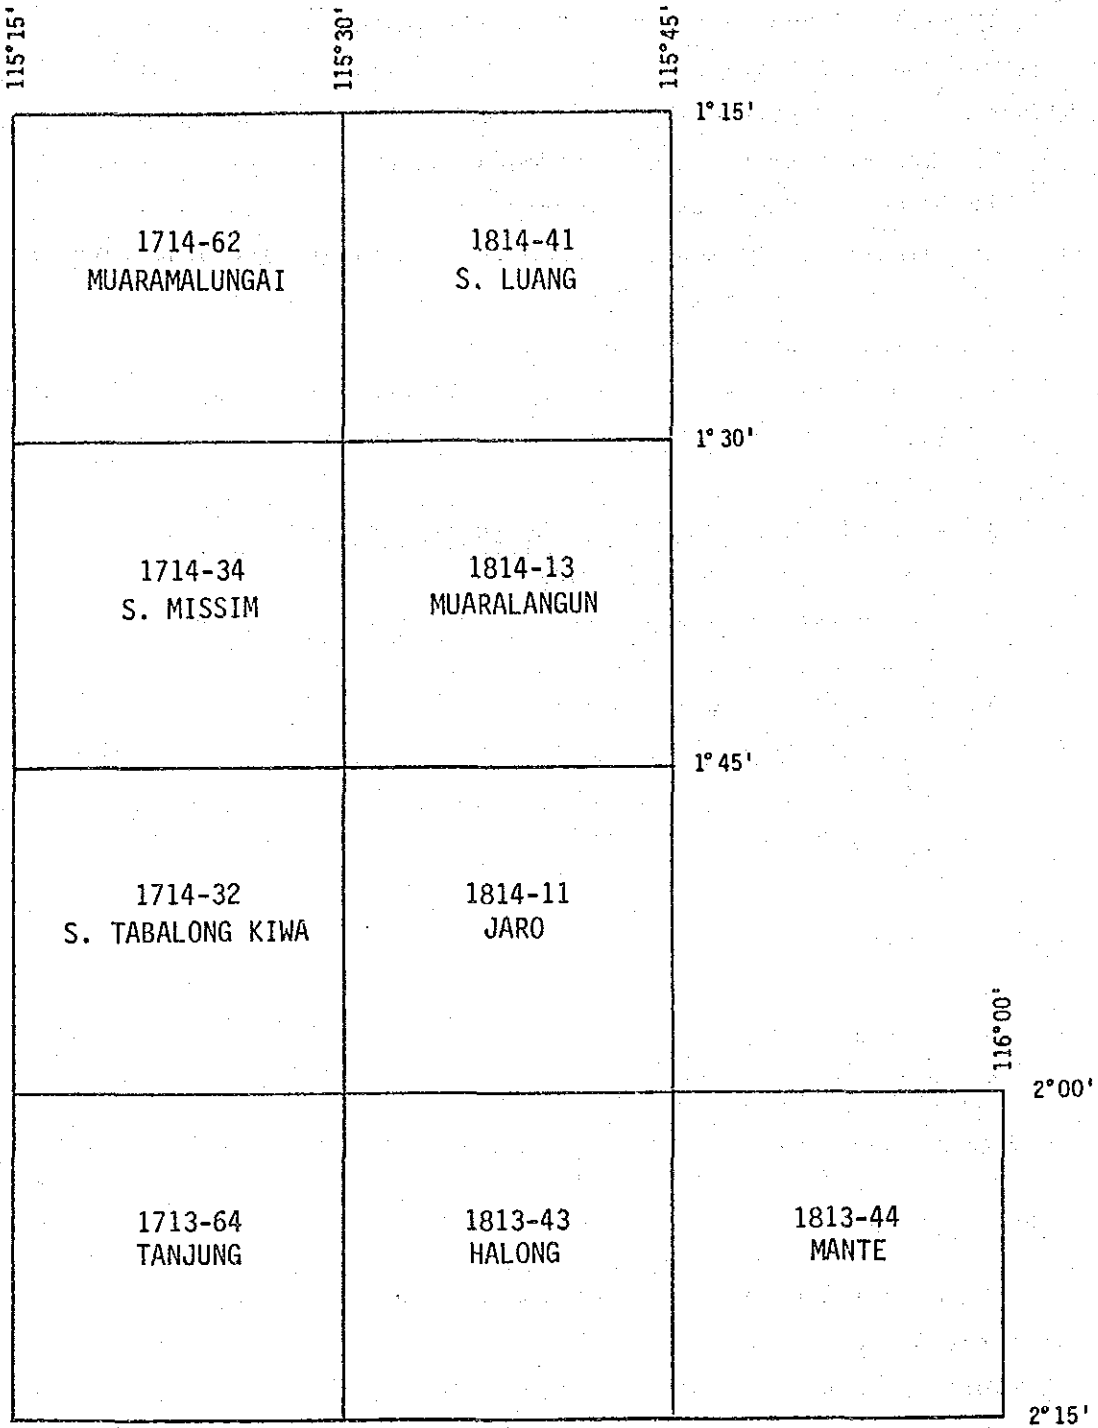 115°15'
115°30'
115°45'
1°15'
1714-62
MUARAMALUNGAI
1814-41
S. LUANG
1°30'
1714-34
S. MISSIM
1814-13
MUARALANGUN
1°45'
1714-32
S. TABALONG KIWA
1814-11
JARO
116°00'
2°00'
1713-64
TANJUNG
1813-43
HALONG
1813-44
MANTE
2°15'